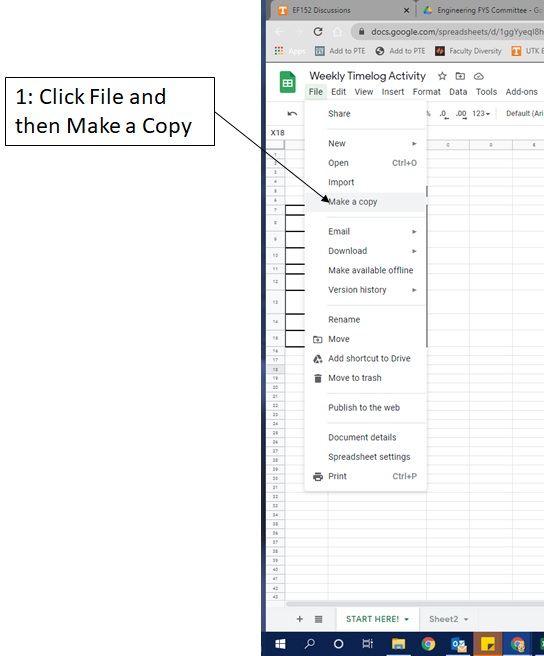 EF152 Discussions
Engineering FYS Committee - Go
docs.google.com/spreadsheets/d/1ggYyeqI8h
Apps
Add to PTE
Add to PTE
Faculty Diversity
UTK E
Weekly Timelog Activity
File Edit View Insert Format Data Tools Add-ons
% .0 .00 123 Default (Ari
X18
1: Click File and
then Make a Copy
Share
New
Open Ctrl+O
Import
Make a copy
Email
Download
Make available offline
Version history
Rename
Move
Add shortcut to Drive
Move to trash
Publish to the web
Document details
Spreadsheet settings
Print Ctrl+P
START HERE! Sheet2